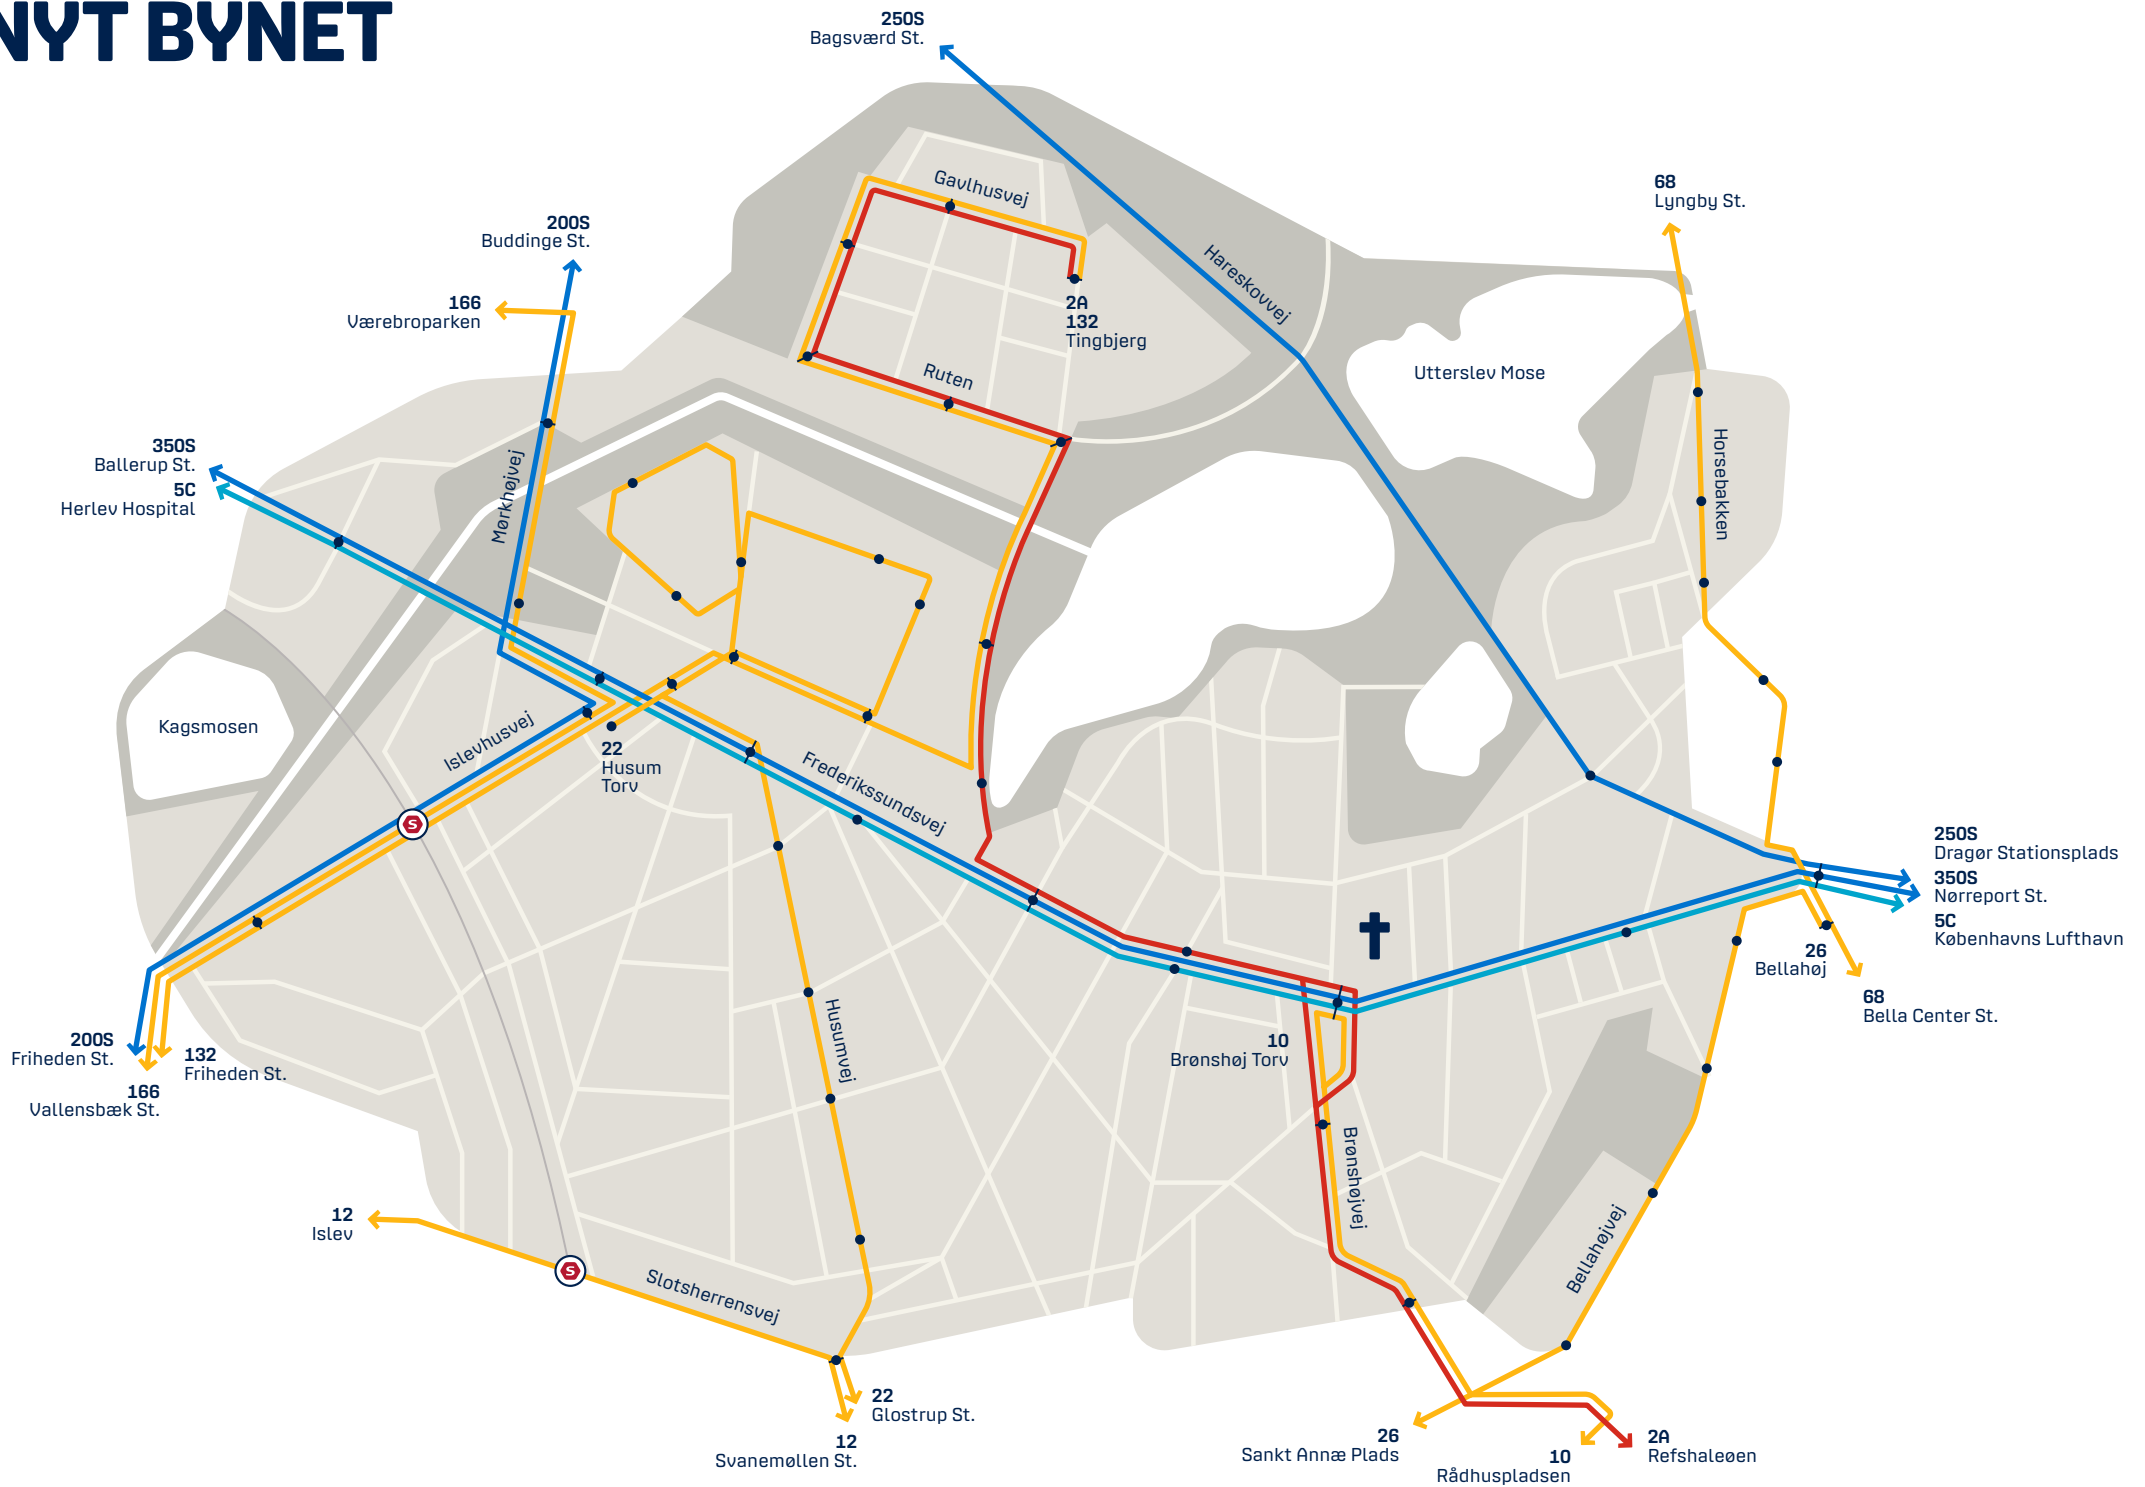 NYT BYNET
250S
Bagsværd St.
Gavlhusvej
68
Lyngby St.
200S
Buddinge St.
Hareskovvej
166
Værebroparken
2A
132
Tingbjerg
Ruten
Utterslev Mose
350S
Ballerup St.
5C
Herlev Hospital
Mørkhøjvej
Horsebakken
Kagsmosen
Islevhusvej
22
Husum
Torv
Frederikssundsvej
250S
Dragør Stationsplads
350S
Nørreport St.
5C
Københavns Lufthavn
26
Bellahøj
68
Bella Center St.
200S
Friheden St.
132
Friheden St.
166
Vallensbæk St.
Husumvej
10
Brønshøj Torv
Brønshøjvej
12
Islev
Slotsherrensvej
Bellahøjvej
22
Glostrup St.
12
Svanemøllen St.
26
Sankt Annæ Plads
10
Rådhuspladsen
2A
Refshaleøen
S
S